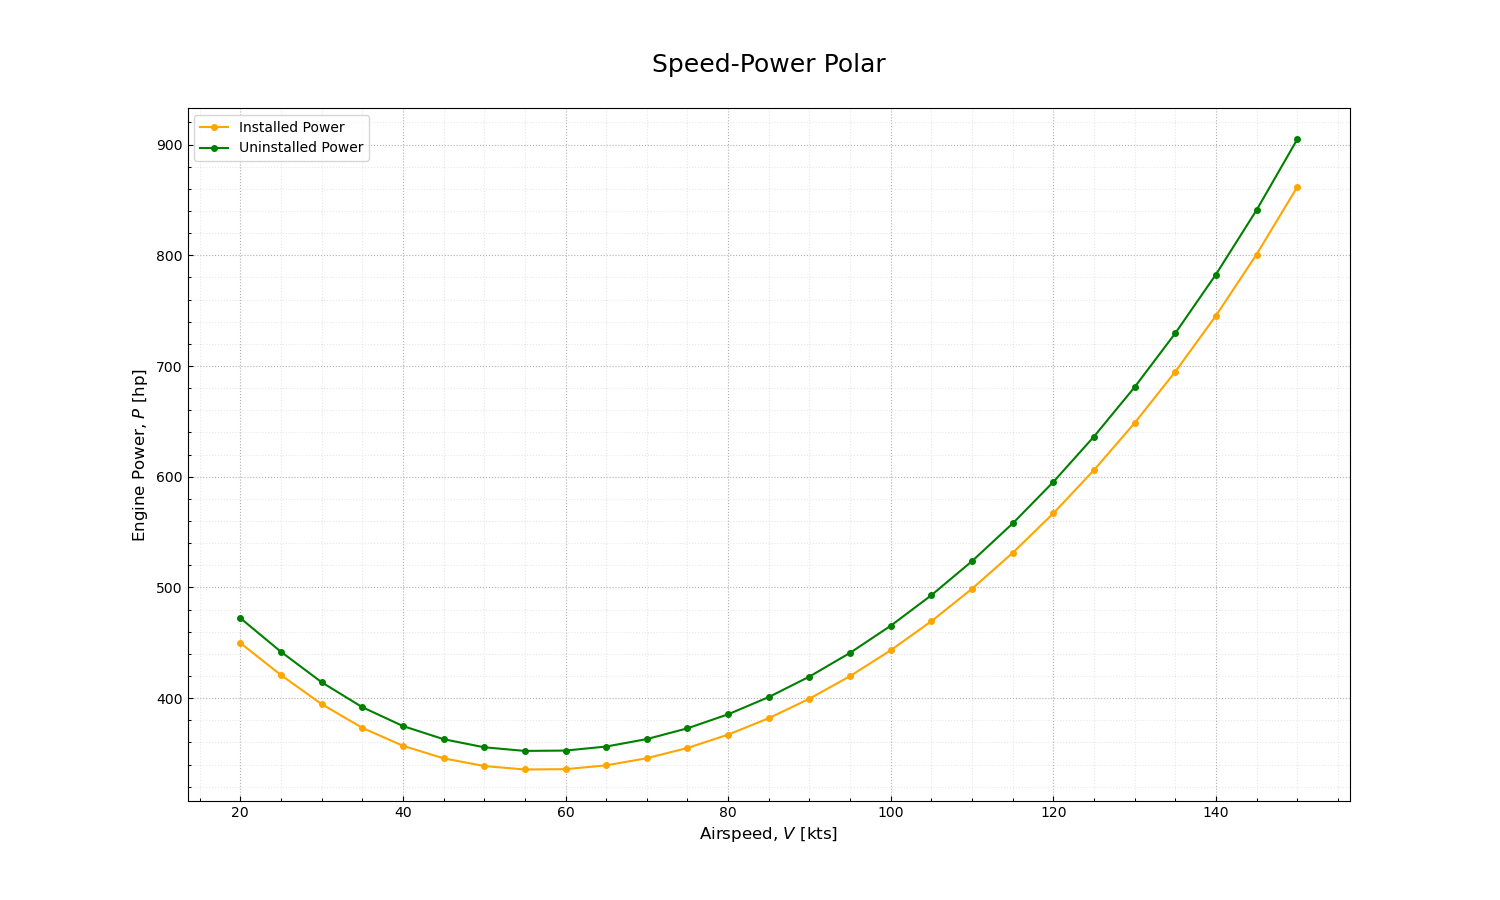 Speed-Power Polar
Installed Power
Uninstalled Power
900
800
700
600
500
400
Engine Power, P [hp]
20 40 60 80 100 120 140
Airspeed, V [kts]